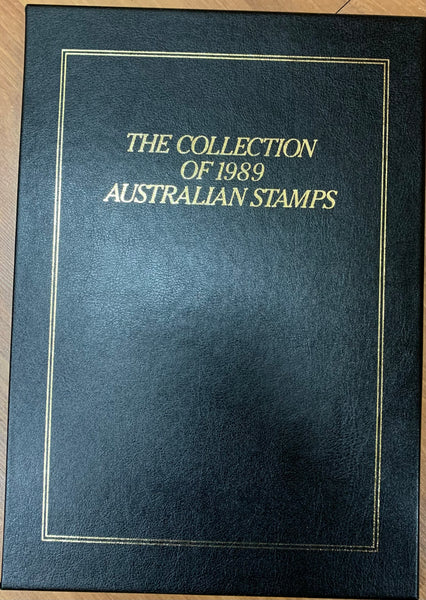 THE COLLECTION
OF 1989
AUSTRALIAN STAMPS